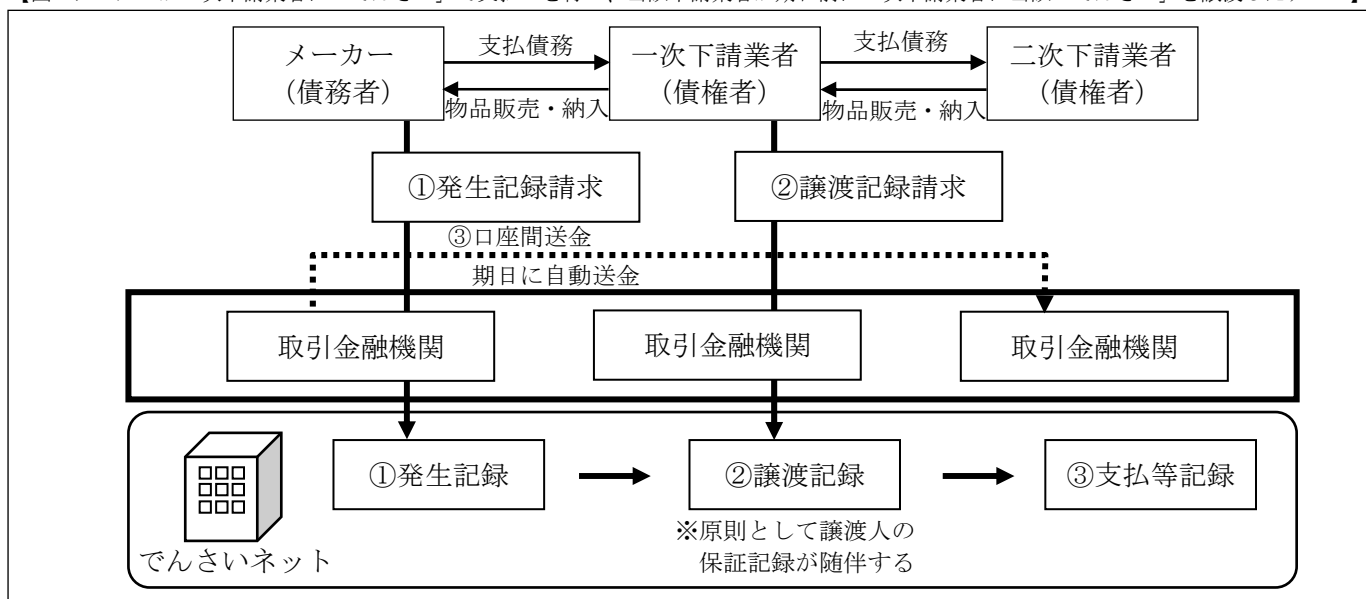 メーカー
（債務者）
支払債務
物品販売・納入
一次下請業者
（債権者）
支払債務
物品販売・納入
二次下請業者
（債権者）
①発生記録請求
②譲渡記録請求
③口座間送金
期日に自動送金
取引金融機関
取引金融機関
取引金融機関
①発生記録
②譲渡記録
③支払等記録
※原則として譲渡人の
保証記録が随伴する
でんさいネット